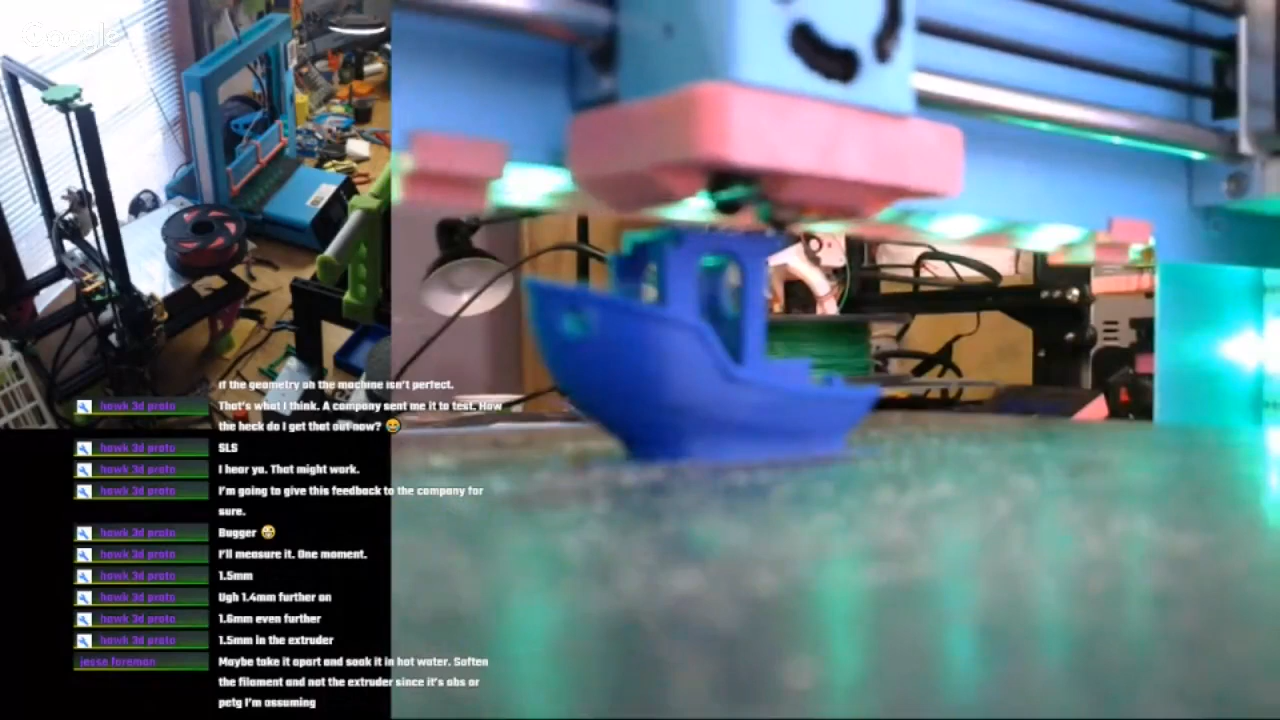 Google
if the geometry oh the machine isn't perfect.
hawk 3d proto That's what I think. A company sent me it to test. How
the heck do I get that out now? 😂
hawk 3d proto SLS
hawk 3d proto I hear ya. That might work.
hawk 3d proto I'm going to give this feedback to the company for
sure.
hawk 3d proto Bugger 😁
hawk 3d proto I'll measure it. One moment.
hawk 3d proto 1.5mm
hawk 3d proto Ugh 1.4mm further on
hawk 3d proto 1.6mm even further
hawk 3d proto 1.5mm in the extruder
jesse foreman Maybe take it apart and soak it in hot water. Soften
the filament and not the extruder since it's abs or
petg I'm assuming